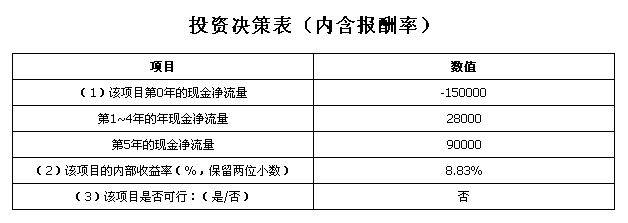 投资决策表（内含报酬率）
项目 数值
（1）该项目第0年的现金净流量 -150000
第1~4年的年现金净流量 28000
第5年的现金净流量 90000
（2）该项目的内部收益率（%，保留两位小数） 8.83%
（3）该项目是否可行：（是/否） 否